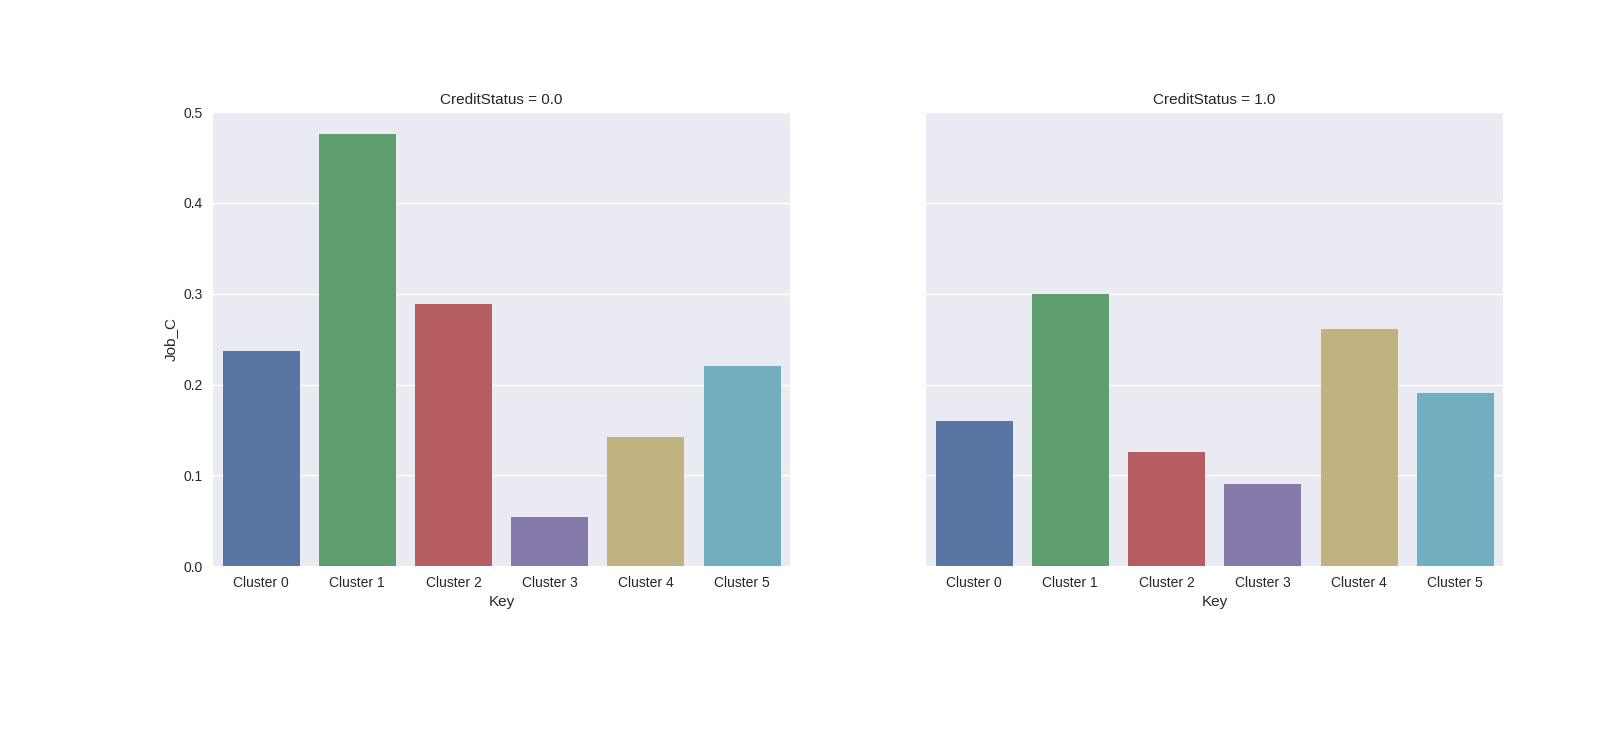 CreditStatus = 0.0
0.5
0.4
0.3
0.2
0.1
0.0
Job_C
Cluster 0 Cluster 1 Cluster 2 Cluster 3 Cluster 4 Cluster 5
Key
CreditStatus = 1.0
Cluster 0 Cluster 1 Cluster 2 Cluster 3 Cluster 4 Cluster 5
Key